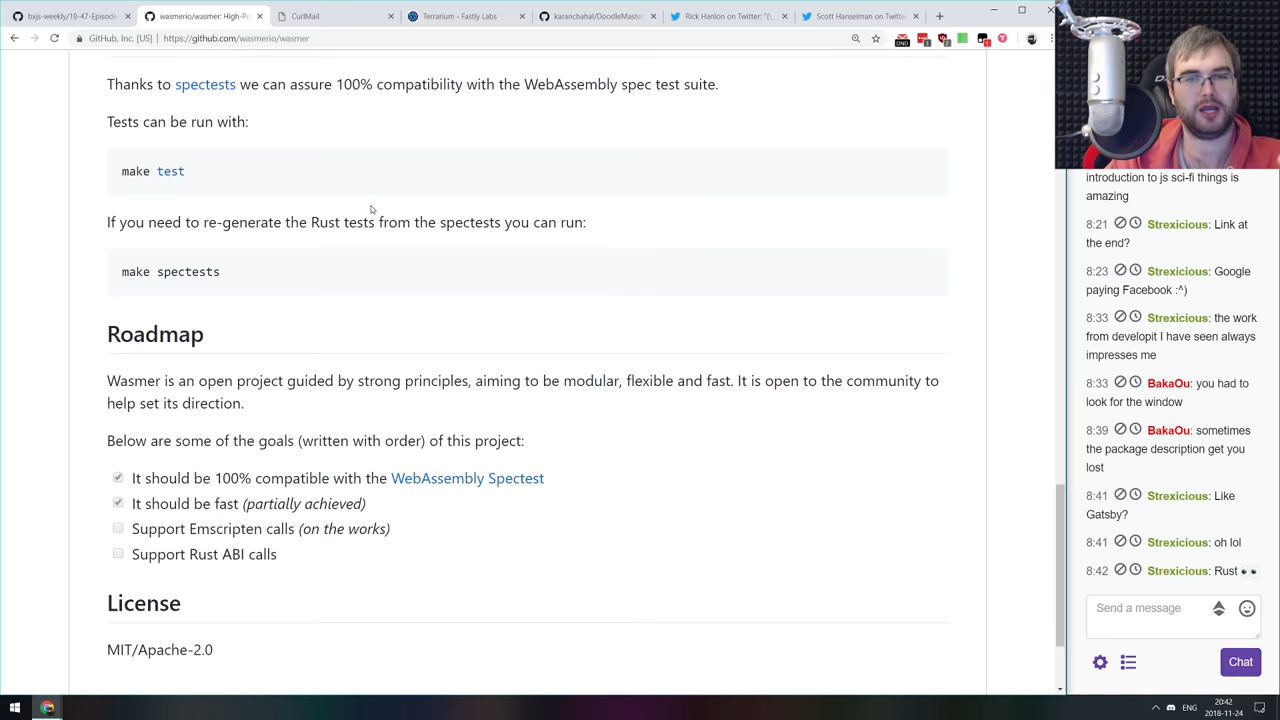 bxjs-weekly/18-47-Episode
wasmerio/wasmer: High-Pe
CurlMail
Terrarium - Fastly Labs
karanchahal/DoodleMaste
Rick Hanlon on Twitter: "(\
Scott Hanselman on Twitte
GitHub, Inc. [US] | https://github.com/wasmerio/wasmer
Thanks to spectests we can assure 100% compatibility with the WebAssembly spec test suite.
Tests can be run with:
make test
If you need to re-generate the Rust tests from the spectests you can run:
make spectests
Roadmap
Wasmer is an open project guided by strong principles, aiming to be modular, flexible and fast. It is open to the community to
help set its direction.
Below are some of the goals (written with order) of this project:
It should be 100% compatible with the WebAssembly Spectest
It should be fast (partially achieved)
Support Emscripten calls (on the works)
Support Rust ABI calls
License
MIT/Apache-2.0
introduction to js sci-fi things is
amazing
8:21 Strexicious: Link at
the end?
8:23 Strexicious: Google
paying Facebook :^)
8:33 Strexicious: the work
from developit I have seen always
impresses me
8:33 BakaOu: you had to
look for the window
8:39 BakaOu: sometimes
the package description get you
lost
8:41 Strexicious: Like
Gatsby?
8:41 Strexicious: oh lol
8:42 Strexicious: Rust 👀
Send a message
Chat
ENG
20:42
2018-11-24